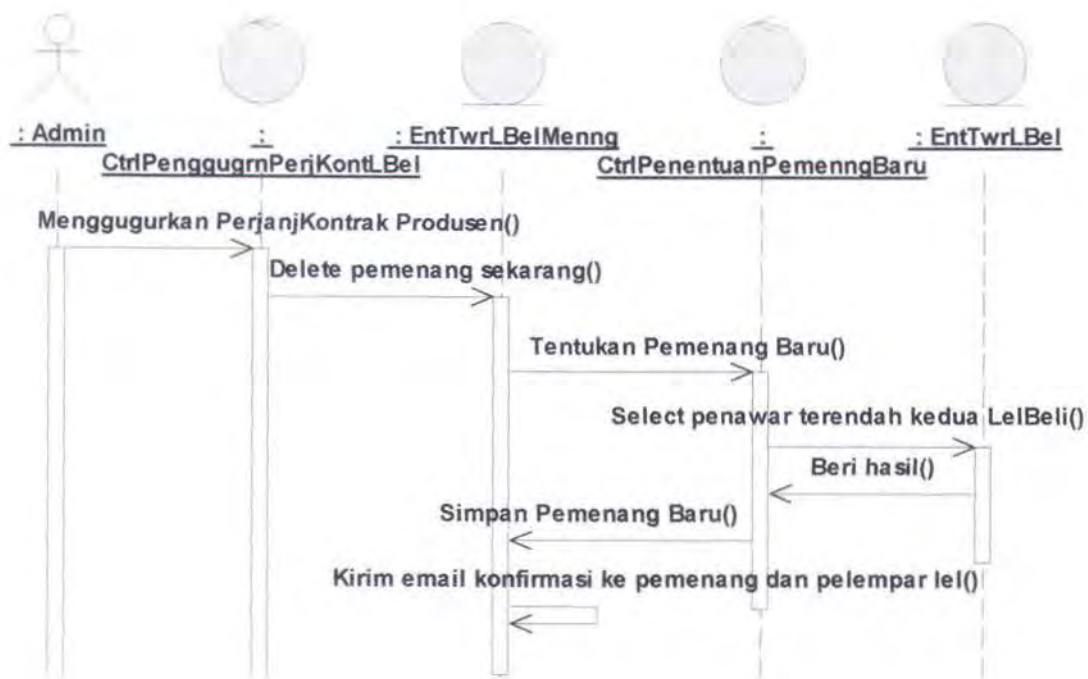 : Admin
:
CtrlPenggugrnPerjKontLBel
: EntTwrLBelMenng
:
CtrlPenentuanPemenngBaru
: EntTwrLBel
Menggugurkan PerjanjKontrak Produsen()
Delete pemenang sekarang()
Tentukan Pemenang Baru()
Select penawar terendah kedua LelBeli()
Beri hasil()
Simpan Pemenang Baru()
Kirim email konfirmasi ke pemenang dan pelempar lel()